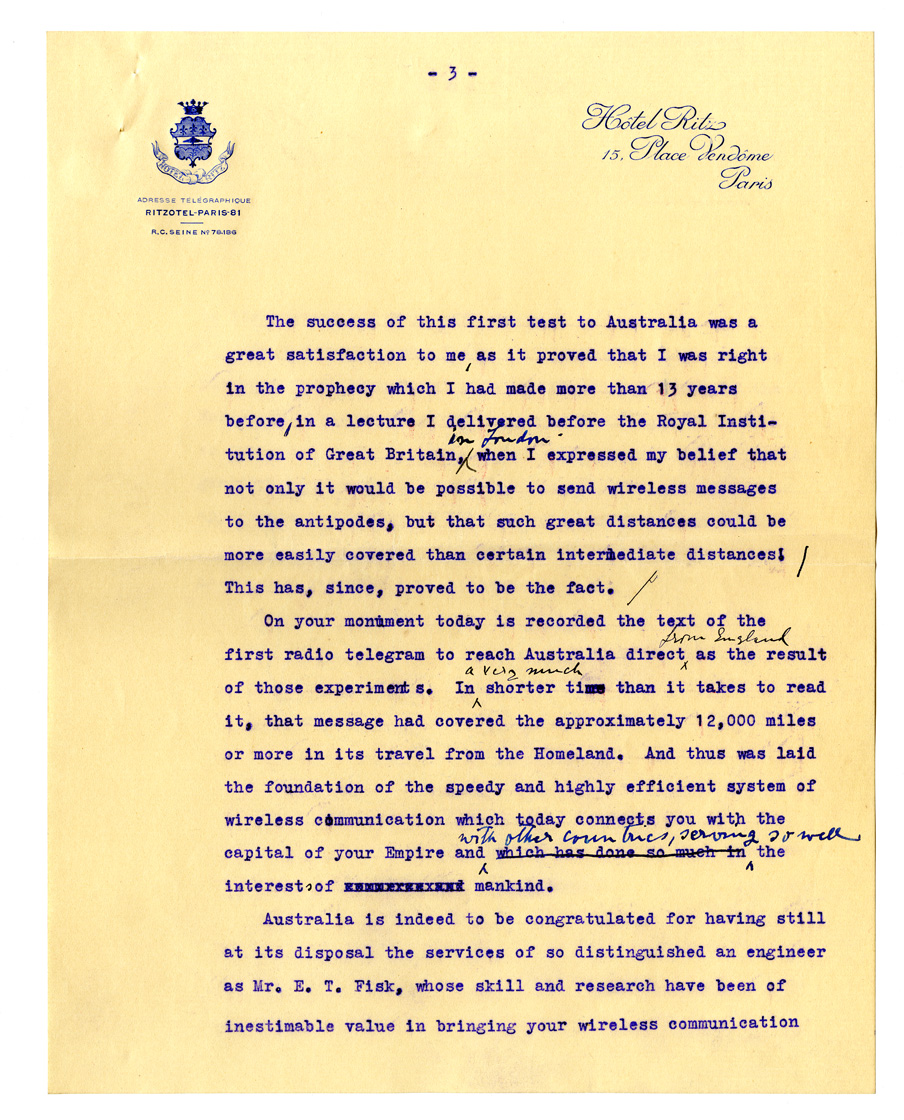 - 3 -
HOTEL RITZ
ADRESSE TÉLÉGRAPHIQUE
RITZOTEL-PARIS-81
R.C. SEINE Nº 78.186
Hôtel Ritz
15, Place Vendôme
Paris
The success of this first test to Australia was a
great satisfaction to me, as it proved that I was right
in the prophecy which I had made more than 13 years
before, in a lecture I delivered before the Royal Insti-
in London
tution of Great Britain, when I expressed my belief that
not only it would be possible to send wireless messages
to the antipodes, but that such great distances could be
more easily covered than certain intermediate distances!
This has, since, proved to be the fact.
On your monument today is recorded the text of the
from England
first radio telegram to reach Australia direct as the result
a very much
of those experiments. In shorter time than it takes to read
it, that message had covered the approximately 12,000 miles
or more in its travel from the Homeland. And thus was laid
the foundation of the speedy and highly efficient system of
wireless communication which today connects you with the
with other countries, serving so well
capital of your Empire and which has done so much in the
interests of mankind.
Australia is indeed to be congratulated for having still
at its disposal the services of so distinguished an engineer
as Mr. E. T. Fisk, whose skill and research have been of
inestimable value in bringing your wireless communication